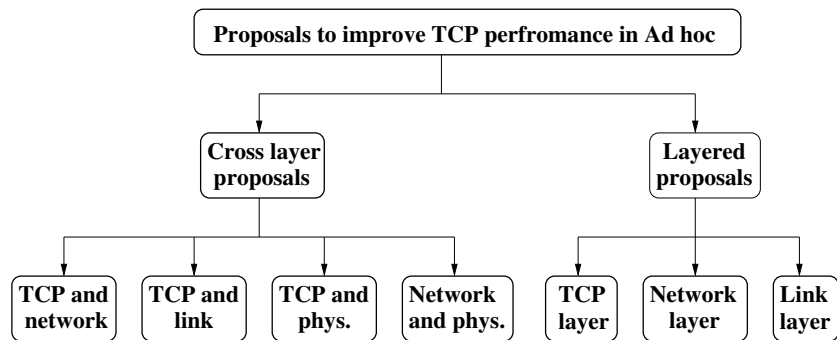 Proposals to improve TCP perfromance in Ad hoc
Cross layer
proposals
Layered
proposals
TCP and
network
TCP and
link
TCP and
phys.
Network
and phys.
TCP
layer
Network
layer
Link
layer